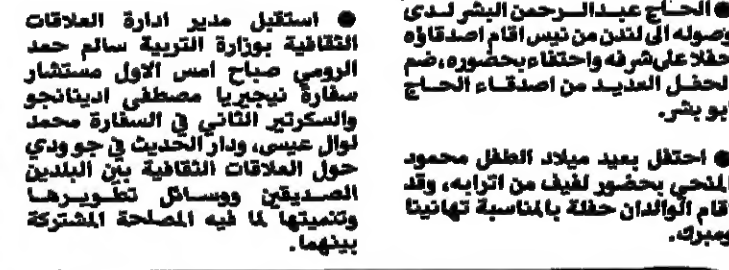 ● الحاج عبدالرحمن البشر لدى
وصوله الى لندن من نيس اقام اصدقاؤه
حفلا على شرفه واحتفاء بحضوره، ضم
الحفل العديد من اصدقاء الحاج
ابو بشر.
● احتفل بعيد ميلاد الطفل محمود
المنحي بحضور لفيف من اترابه، وقد
اقام الوالدان حفلة بالمناسبة تهانينا
ومبرك.
● استقبل مدير ادارة العلاقات
الثقافية بوزارة التربية سالم حمد
الرومي صباح امس الاول مستشار
سفارة نيجيريا مصطفى ادينانجو
والسكرتير الثاني في السفارة محمد
لوال عيسى، ودار الحديث في جو ودي
حول العلاقات الثقافية بين البلدين
الصديقين ووسائل تطويرها
وتنميتها لما فيه المصلحة المشتركة
بينهما.